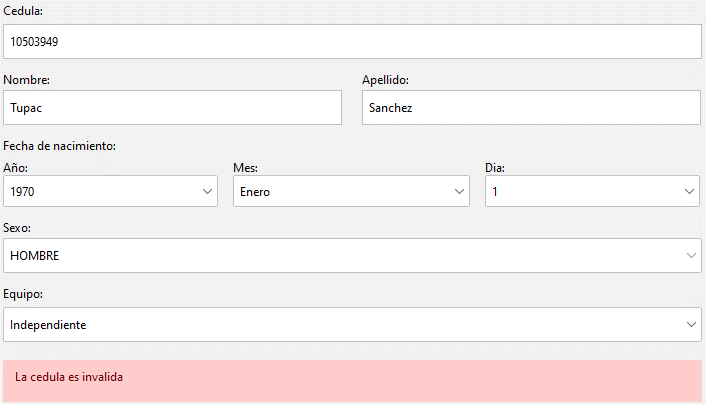 Cedula:
10503949
Nombre: Apellido:
Tupac Sanchez
Fecha de nacimiento:
Año: Mes: Dia:
1970 Enero 1
Sexo:
HOMBRE
Equipo:
Independiente
La cedula es invalida